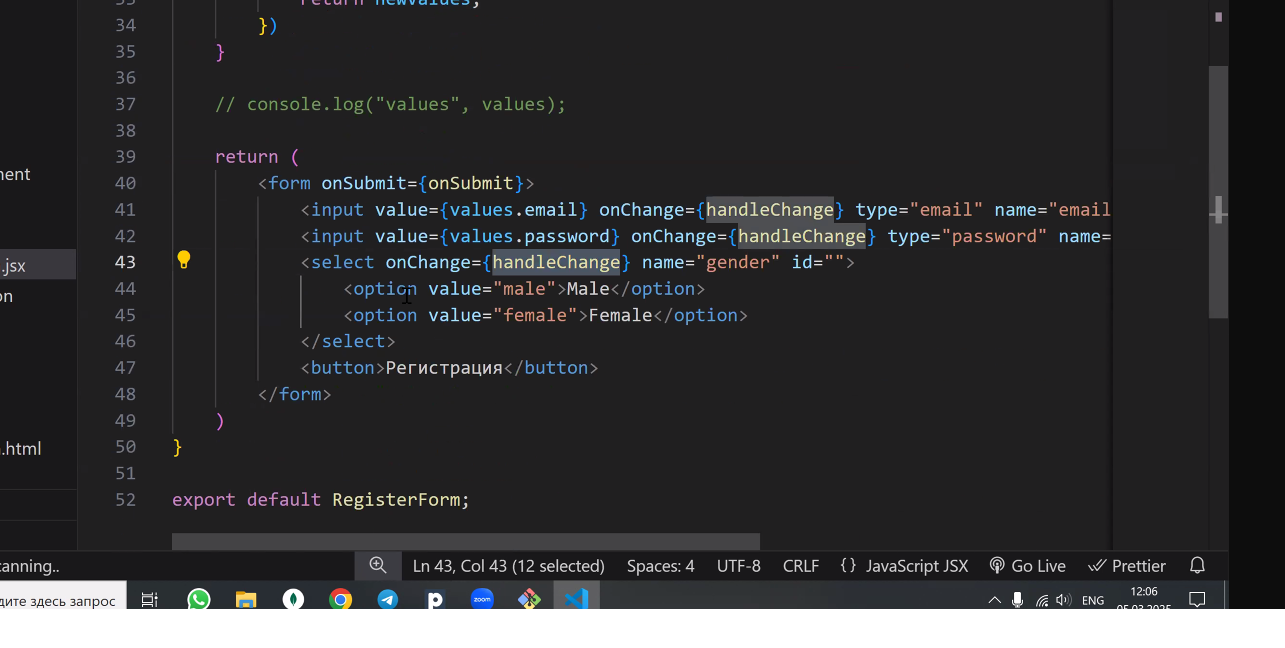 33 return newValues;
34 })
35 }
36
37 // console.log("values", values);
38
39 return (
40 <form onSubmit={onSubmit}>
41 <input value={values.email} onChange={handleChange} type="email" name="email
42 <input value={values.password} onChange={handleChange} type="password" name=
43 <select onChange={handleChange} name="gender" id="">
44 <option value="male">Male</option>
45 <option value="female">Female</option>
46 </select>
47 <button>Регистрация</button>
48 </form>
49 )
50 }
51
52 export default RegisterForm;
nent
.jsx
on
.html
canning..
Ln 43, Col 43 (12 selected) Spaces: 4 UTF-8 CRLF {} JavaScript JSX Go Live Prettier
дите здесь запрос
zoom
ENG
12:06
05.03.2025